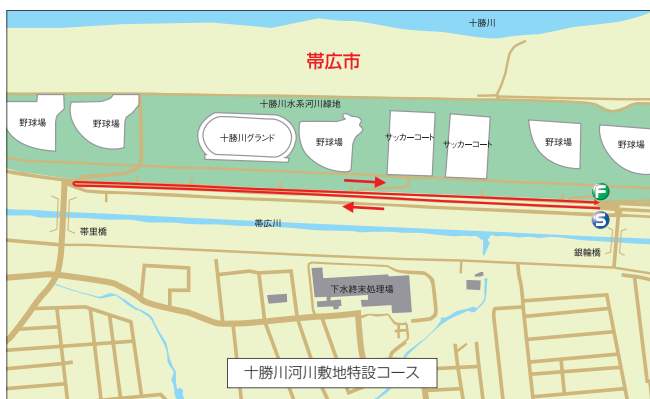 十勝川
帯広市
十勝川水系河川緑地
野球場
野球場
十勝川グランド
野球場
サッカーコート
サッカーコート
野球場
野球場
F
S
帯里橋
帯広川
銀輪橋
下水終末処理場
十勝川河川敷地特設コース